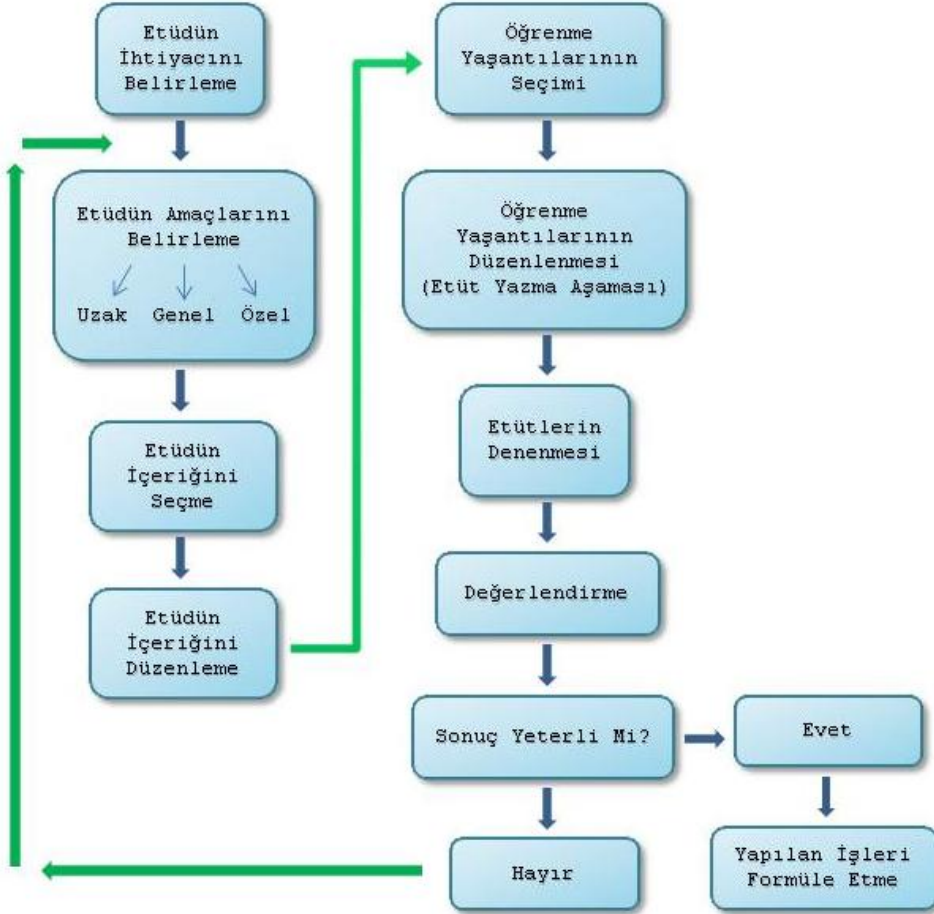 Etüdün
İhtiyacını
Belirleme
Etüdün Amaçlarını
Belirleme
Uzak Genel Özel
Etüdün
İçeriğini
Seçme
Etüdün
İçeriğini
Düzenleme
Öğrenme
Yaşantılarının
Seçimi
Öğrenme
Yaşantılarının
Düzenlenmesi
(Etüt Yazma Aşaması)
Etütlerin
Denenmesi
Değerlendirme
Sonuç Yeterli Mi?
Evet
Hayır
Yapılan İşleri
Formüle Etme